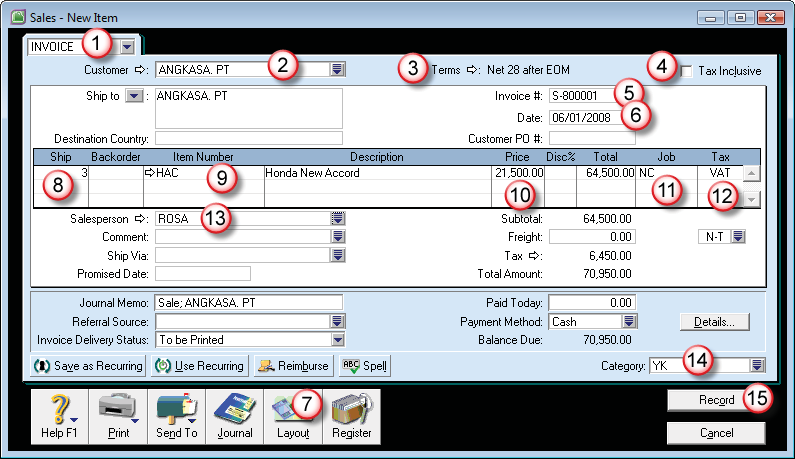 Sales - New Item
INVOICE 1
Customer ANGKASA. PT 2 3 Terms Net 28 after EOM 4 Tax Inclusive
Ship to : ANGKASA. PT Invoice #: S-800001 5
Date: 06/01/2008 6
Destination Country: Customer PO #:
Ship Backorder Item Number Description Price Disc% Total Job Tax
3 HAC Honda New Accord 21,500.00 64,500.00 NC VAT
8 9 10 11 12
Salesperson : ROSA 13 Subtotal: 64,500.00
Comment: Freight: 0.00 N-T
Ship Via: Tax : 6,450.00
Promised Date: Total Amount: 70,950.00
Journal Memo: Sale; ANGKASA. PT Paid Today: 0.00
Referral Source: Payment Method: Cash Details...
Invoice Delivery Status: To be Printed Balance Due: 70,950.00
Save as Recurring Use Recurring Reimburse ABC Spell Category: YK 14
7 Record 15
Help F1 Print Send To Journal Layout Register Cancel